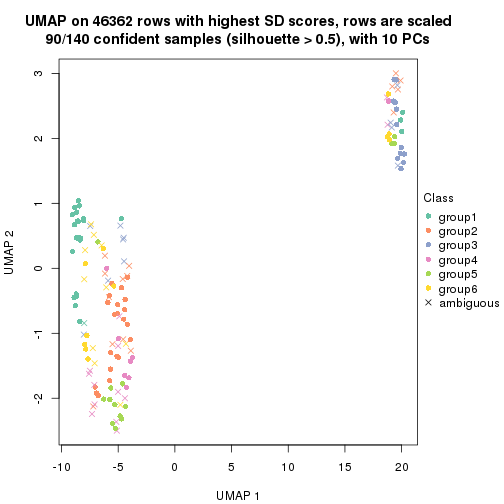 UMAP on 46362 rows with highest SD scores, rows are scaled
90/140 confident samples (silhouette > 0.5), with 10 PCs
3
2
1
0
-1
-2
UMAP 2
-10
-5
0
5
10
15
20
UMAP 1
Class
group1
group2
group3
group4
group5
group6
ambiguous